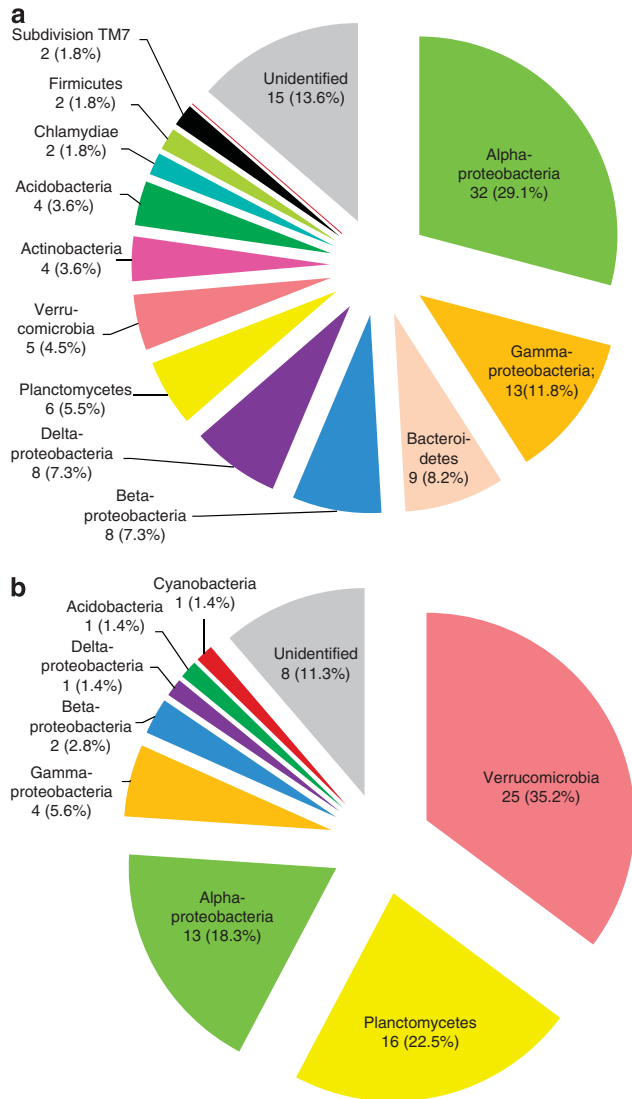 a
Subdivision TM7
2 (1.8%)
Firmicutes
2 (1.8%)
Chlamydiae
2 (1.8%)
Acidobacteria
4 (3.6%)
Actinobacteria
4 (3.6%)
Verru-
comicrobia
5 (4.5%)
Planctomycetes
6 (5.5%)
Delta-
proteobacteria
8 (7.3%)
Beta-
proteobacteria
8 (7.3%)
Unidentified
15 (13.6%)
Alpha-
proteobacteria
32 (29.1%)
Gamma-
proteobacteria;
13(11.8%)
Bacteroi-
detes
9 (8.2%)
b
Cyanobacteria
1 (1.4%)
Acidobacteria
1 (1.4%)
Delta-
proteobacteria
1 (1.4%)
Beta-
proteobacteria
2 (2.8%)
Gamma-
proteobacteria
4 (5.6%)
Unidentified
8 (11.3%)
Verrucomicrobia
25 (35.2%)
Alpha-
proteobacteria
13 (18.3%)
Planctomycetes
16 (22.5%)